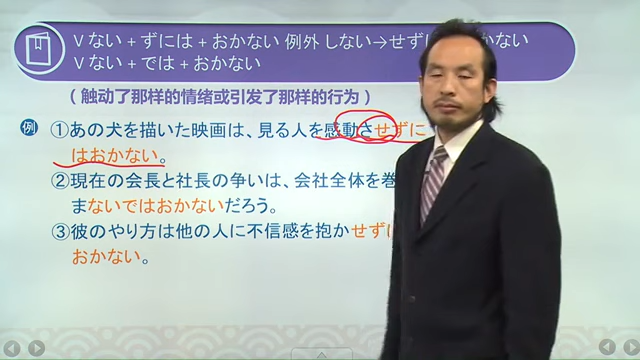 Vない + ずには + おかない 例外 しない→せず かない
Vない + では + おかない
（ 触动了那样的情绪或引发了那样的行为 ）
例
①あの犬を描いた映画は、見る人を感動させずに
はおかない。
②現在の会長と社長の争いは、会社全体を巻
まないではおかないだろう。
③彼のやり方は他の人に不信感を抱かせずに
おかない。